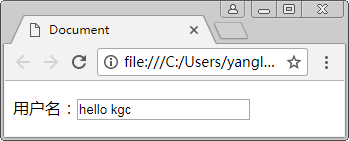 Document
file:///C:/Users/yangl...
用户名：hello kgc